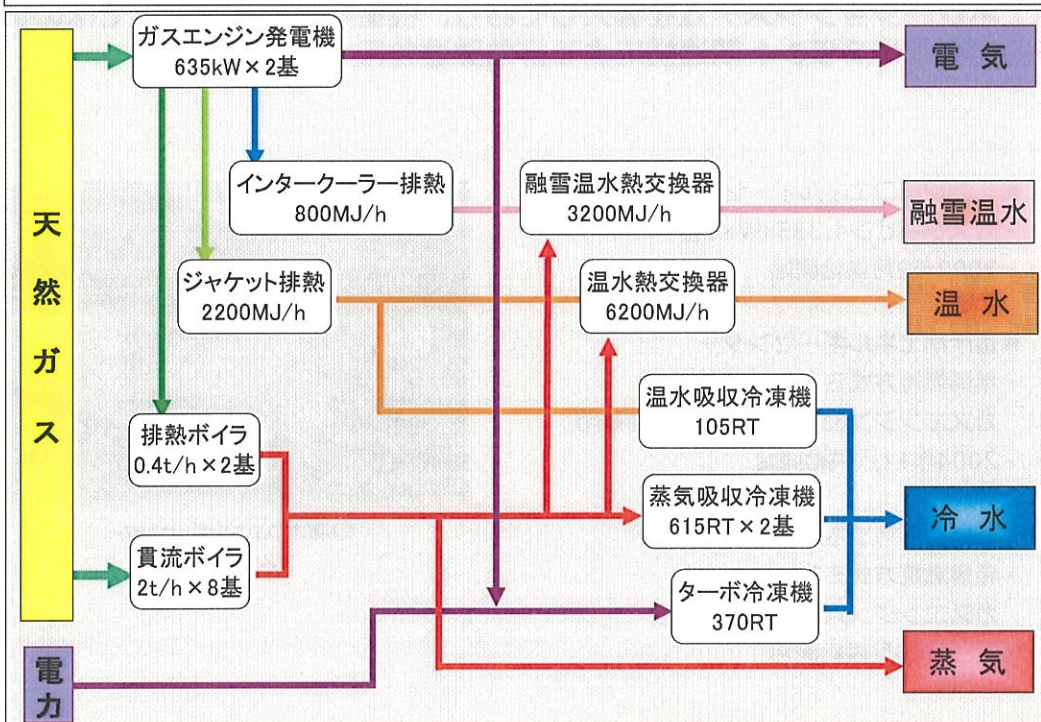 ガスエンジン発電機
635kW×2基
電気
インタークーラー排熱
800MJ/h
融雪温水熱交換器
3200MJ/h
融雪温水
天然ガス
ジャケット排熱
2200MJ/h
温水熱交換器
6200MJ/h
温水
温水吸収冷凍機
105RT
排熱ボイラ
0.4t/h×2基
蒸気吸収冷凍機
615RT×2基
冷水
貫流ボイラ
2t/h×8基
ターボ冷凍機
370RT
蒸気
電力